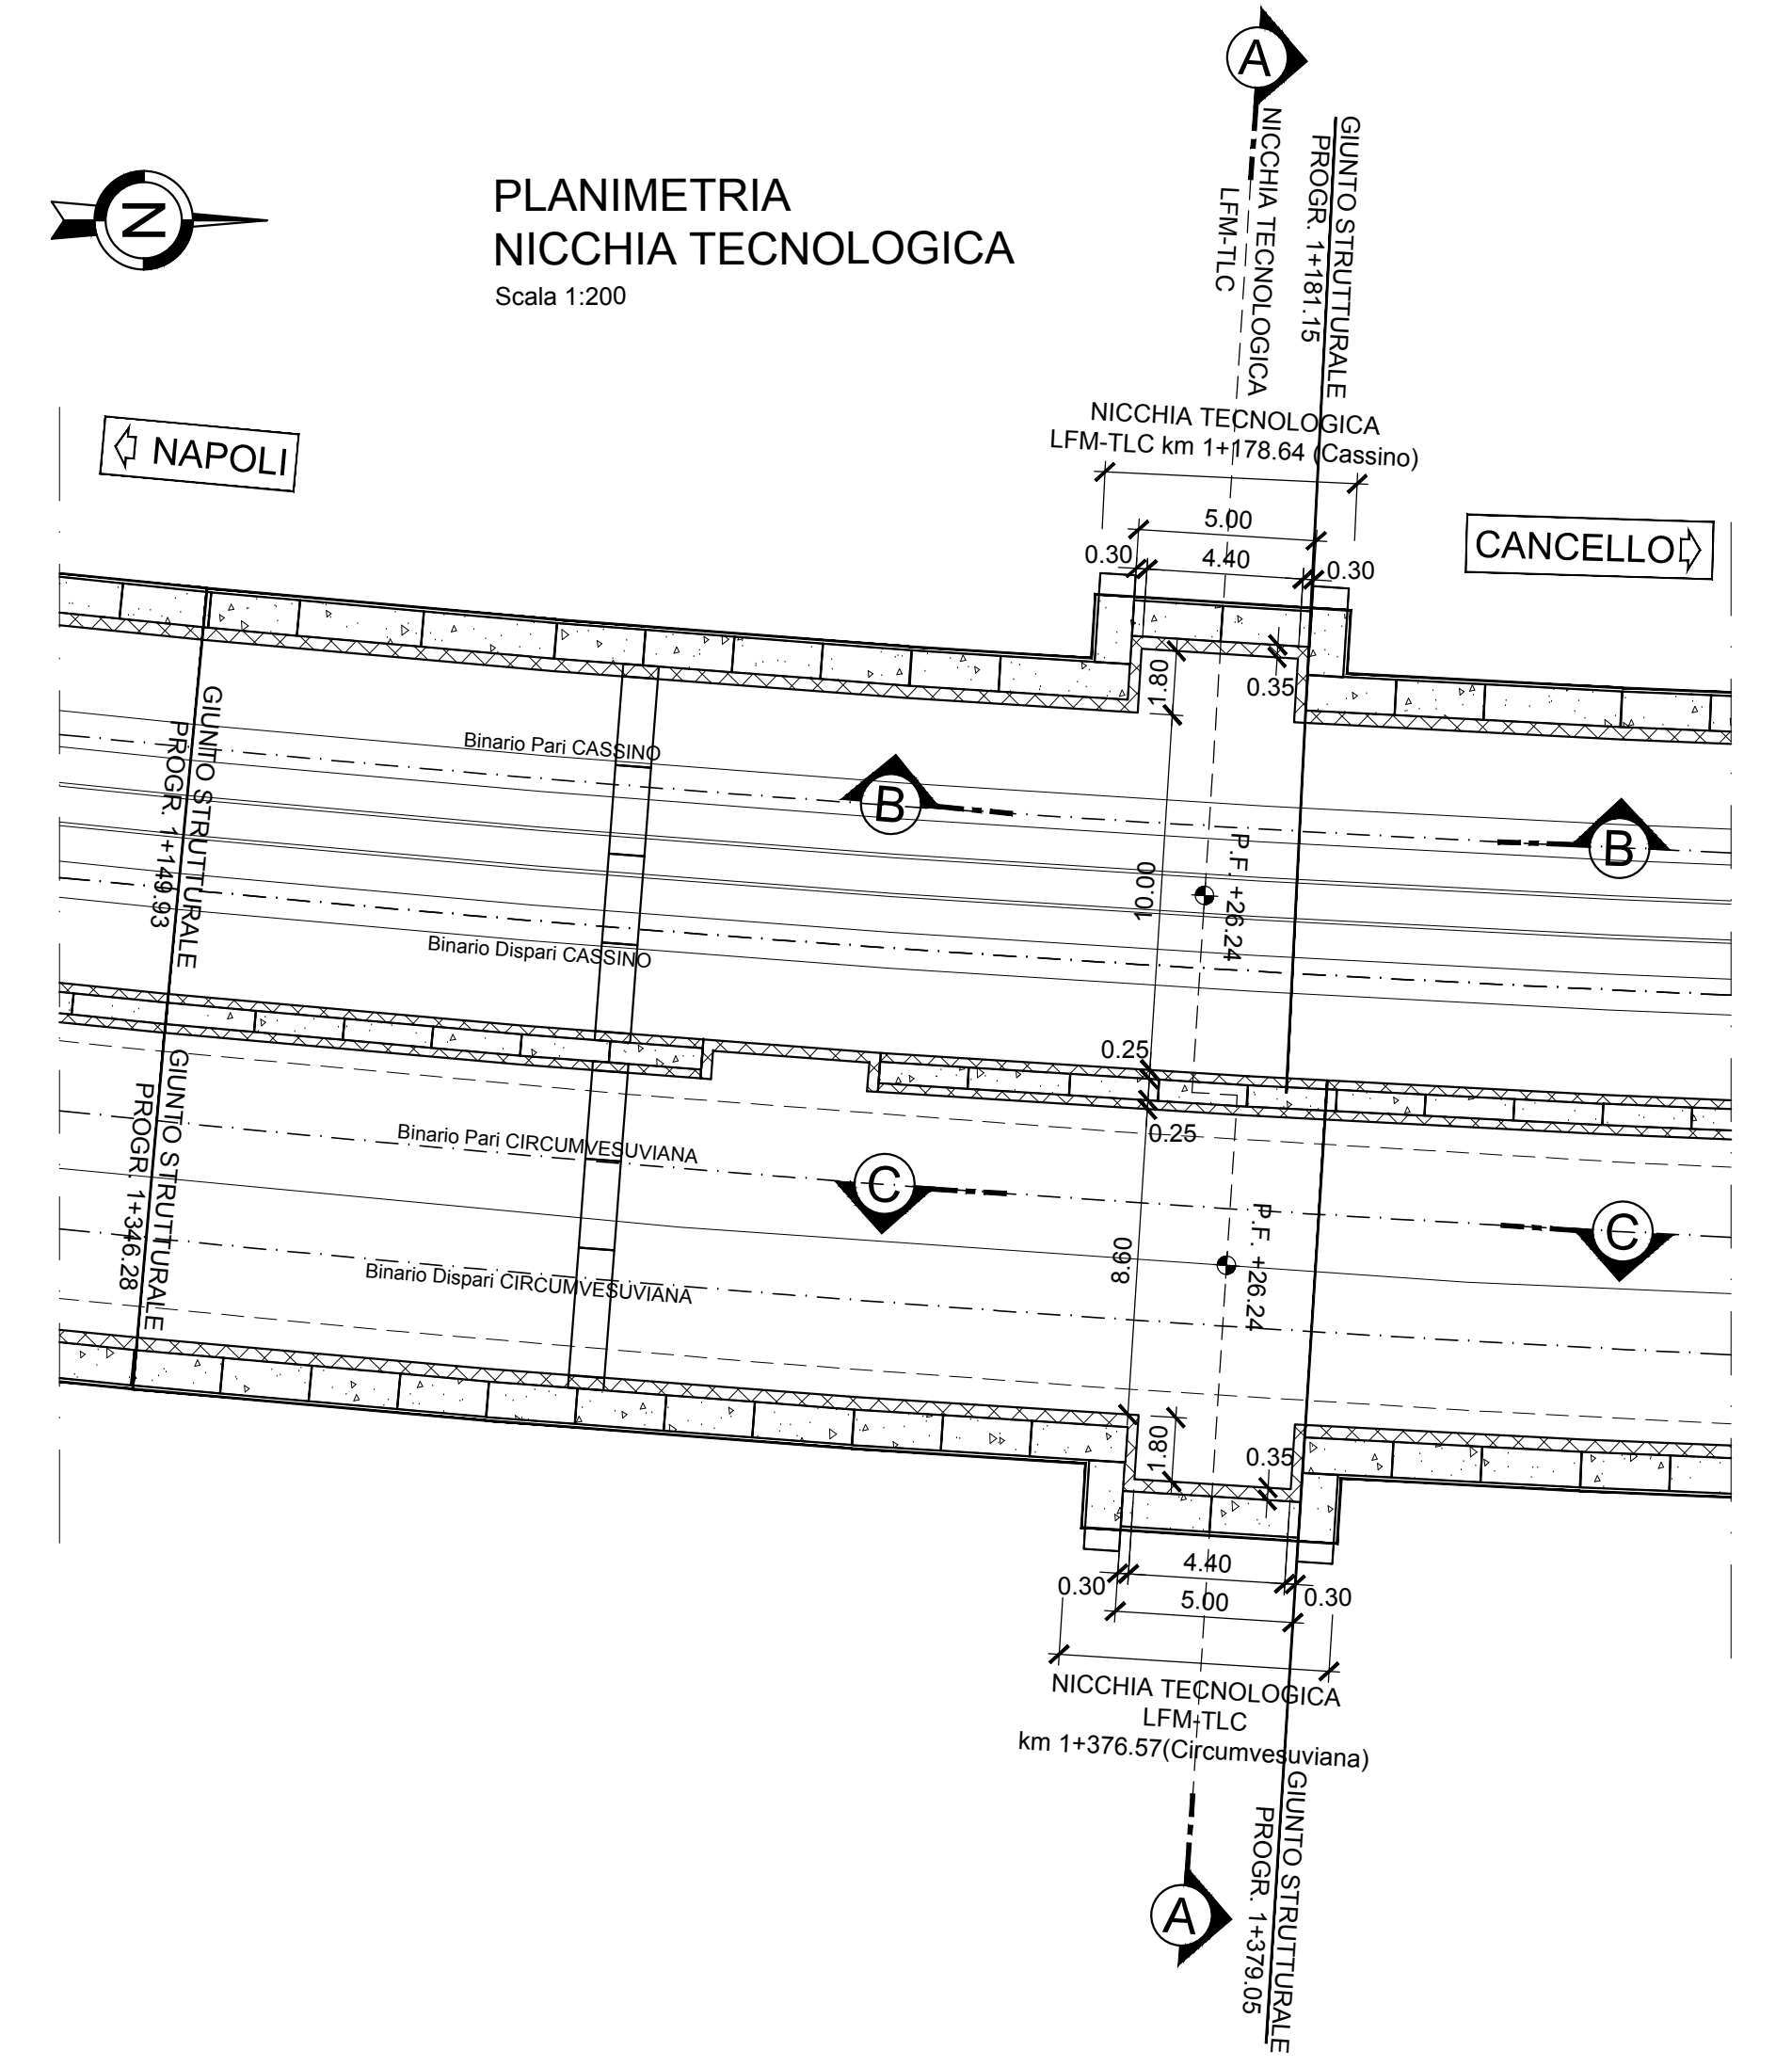 A
NICCHIA TECNOLOGICA
LFM-TLC
GIUNTO STRUTTURALE
PROGR. 1+181.15
N
PLANIMETRIA
NICCHIA TECNOLOGICA
Scala 1:200
NAPOLI
NICCHIA TECNOLOGICA
LFM-TLC km 1+178.64 (Cassino)
CANCELLO
5.00
0.30
4.40
0.30
1.80
0.35
GIUNTO STRUTTURALE
PROGR. 1+149.93
Binario Pari CASSINO
B
B
10.00
P.F. +26.24
Binario Dispari CASSINO
0.25
0.25
GIUNTO STRUTTURALE
PROGR. 1+346.28
Binario Pari CIRCUMVESUVIANA
C
C
8.60
P.F. +26.24
Binario Dispari CIRCUMVESUVIANA
1.80
0.35
4.40
0.30
0.30
5.00
NICCHIA TECNOLOGICA
LFM-TLC
km 1+376.57(Circumvesuviana)
GIUNTO STRUTTURALE
PROGR. 1+379.05
A